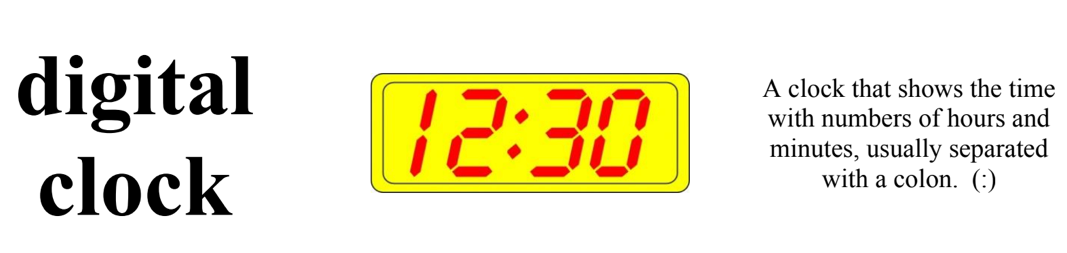 digital
clock
12:30
A clock that shows the time
with numbers of hours and
minutes, usually separated
with a colon.  (:)